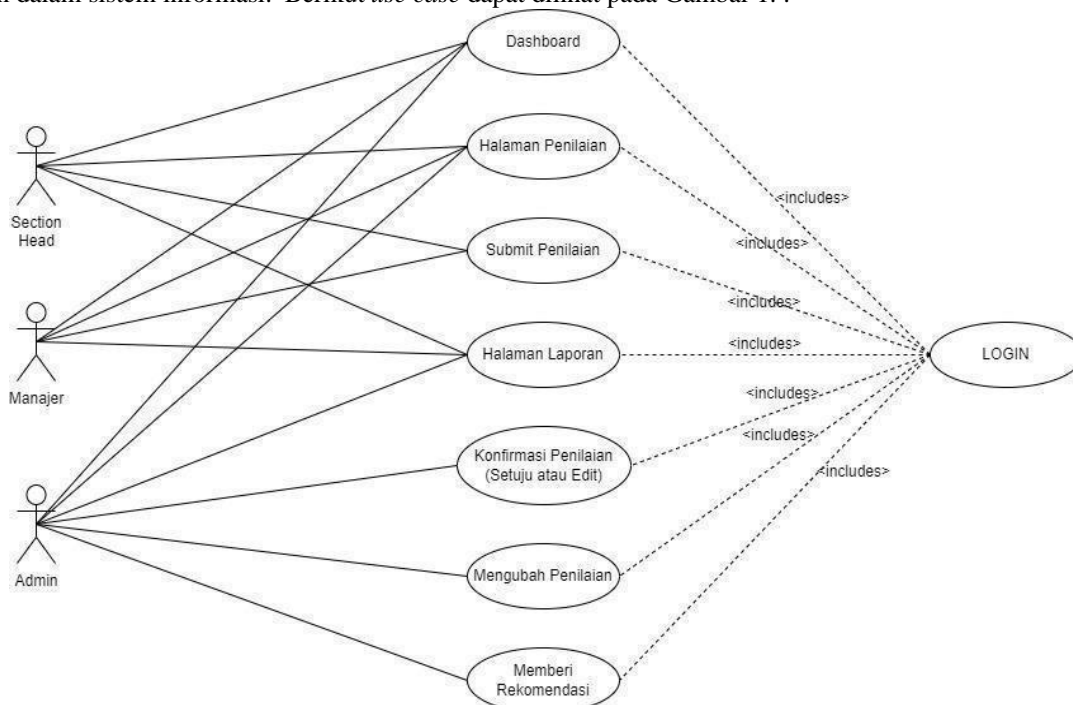 dalam sistem informasi. Berikut use case dapat dilihat pada Gambar
Dashboard
Halaman Penilaian
Section
Head
<includes>
<includes>
Submit Penilaian
<includes>
Manajer
Halaman Laporan
<includes>
LOGIN
<includes>
Konfirmasi Penilaian
(Setuju atau Edit)
<includes>
<includes>
Admin
Mengubah Penilaian
Memberi
Rekomendasi